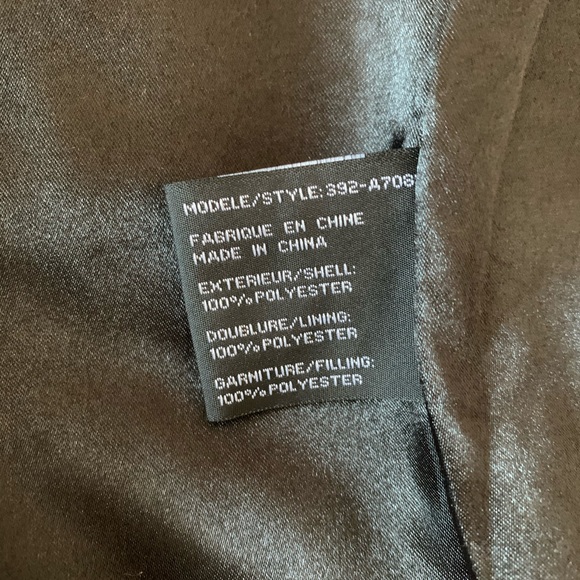 MODELE/STYLE: 392-A708
FABRIQUE EN CHINE
MADE IN CHINA
EXTERIEUR/SHELL:
100% POLYESTER
DOUBLURE/LINING:
100% POLYESTER
GARNITURE/FILLING:
100% POLYESTER